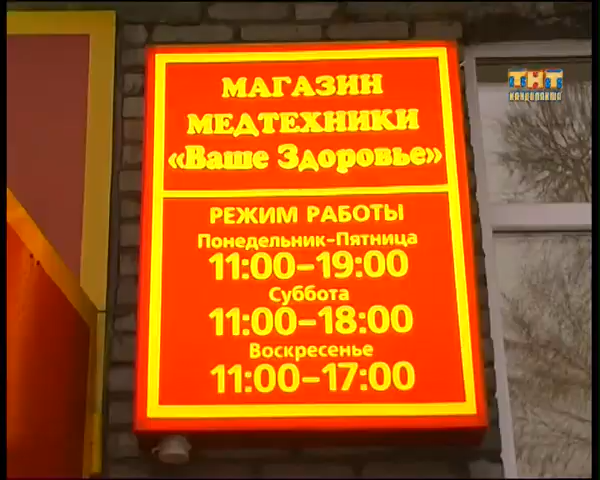 МАГАЗИН
МЕДТЕХНИКИ
«Ваше Здоровье»
РЕЖИМ РАБОТЫ
Понедельник-Пятница
11:00-19:00
Суббота
11:00-18:00
Воскресенье
11:00-17:00
ТНТ